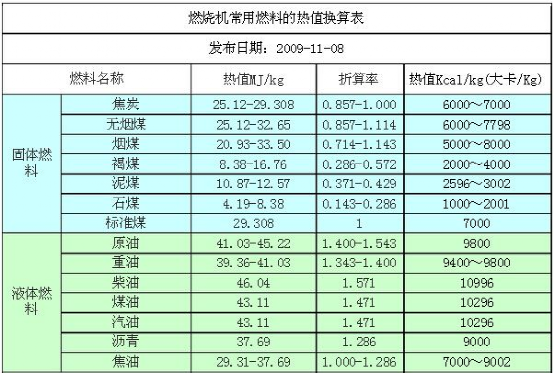 燃烧机常用燃料的热值换算表
发布日期：2009-11-08
燃料名称 热值MJ/kg 折算率 热值Kcal/kg(大卡/Kg)
固体燃料
焦炭 25.12-29.308 0.857-1.000 6000～7000
无烟煤 25.12-32.65 0.857-1.114 6000～7798
烟煤 20.93-33.50 0.714-1.143 5000～8000
褐煤 8.38-16.76 0.286-0.572 2000～4000
泥煤 10.87-12.57 0.371-0.429 2596～3002
石煤 4.19-8.38 0.143-0.286 1000～2001
标准煤 29.308 1 7000
液体燃料
原油 41.03-45.22 1.400-1.543 9800
重油 39.36-41.03 1.343-1.400 9400～9800
柴油 46.04 1.571 10996
煤油 43.11 1.471 10296
汽油 43.11 1.471 10296
沥青 37.69 1.286 9000
焦油 29.31-37.69 1.000-1.286 7000～9002